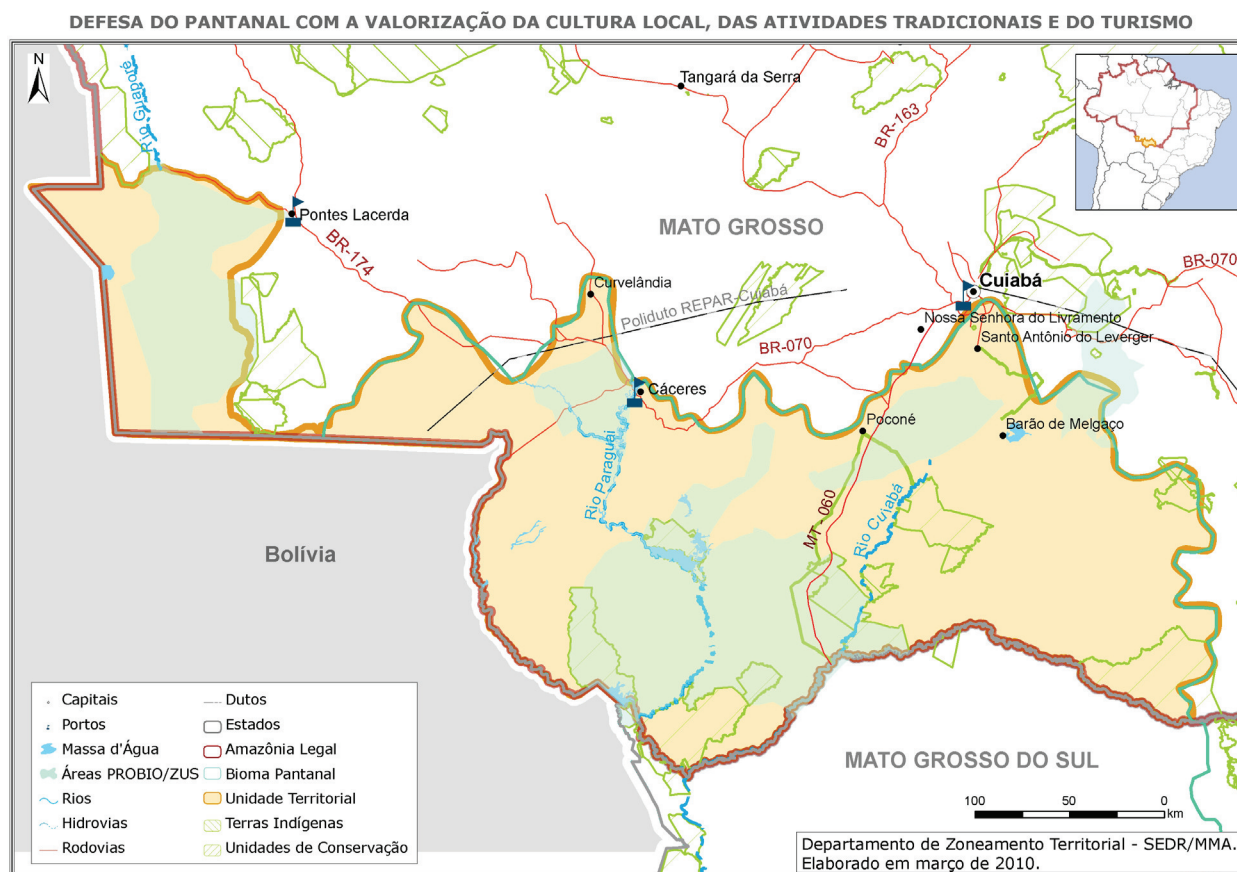 DEFESA DO PANTANAL COM A VALORIZAÇÃO DA CULTURA LOCAL, DAS ATIVIDADES TRADICIONAIS E DO TURISMO
N
Rio Guaporé
Tangará da Serra
BR-163
Pontes Lacerda
MATO GROSSO
BR-174
BR-070
Cuiabá
Curvelândia
Poliduto REPAR-Cuiabá
Nossa Senhora do Livramento
Santo Antônio do Leverger
BR-070
Cáceres
Poconé
Barão de Melgaço
Rio Paraguai
Rio Cuiabá
MT-060
Bolívia
MATO GROSSO DO SUL
Capitais
Portos
Massa d'Água
Áreas PROBIO/ZUS
Rios
Hidrovias
Rodovias
Dutos
Estados
Amazônia Legal
Bioma Pantanal
Unidade Territorial
Terras Indígenas
Unidades de Conservação
100 50 0
km
Departamento de Zoneamento Territorial - SEDR/MMA.
Elaborado em março de 2010.